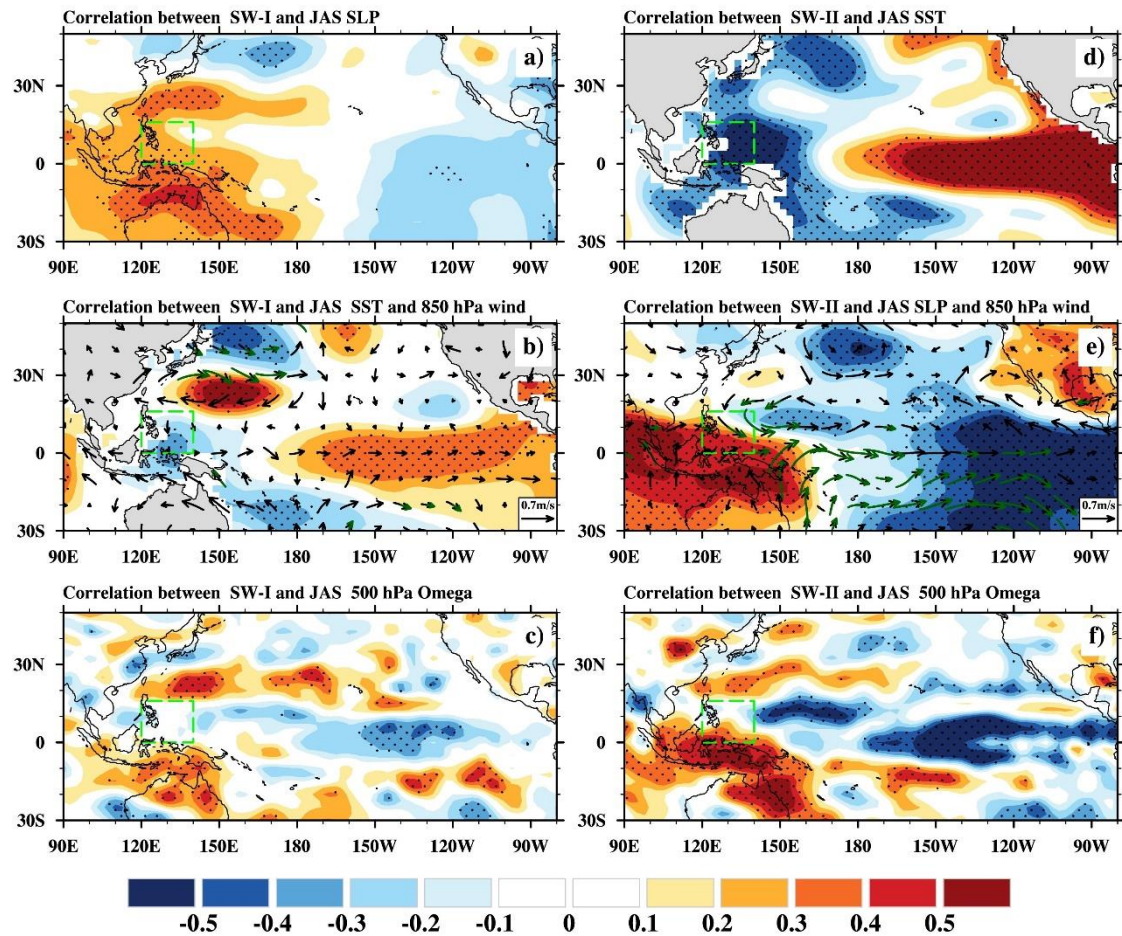 Correlation between SW-I and JAS SLP
a)
30N
0
30S
90E 120E 150E 180 150W 120W 90W
Correlation between SW-I and JAS SST and 850 hPa wind
b)
30N
0
30S
0.7m/s
90E 120E 150E 180 150W 120W 90W
Correlation between SW-I and JAS 500 hPa Omega
c)
30N
0
30S
90E 120E 150E 180 150W 120W 90W
Correlation between SW-II and JAS SST
d)
30N
0
30S
90E 120E 150E 180 150W 120W 90W
Correlation between SW-II and JAS SLP and 850 hPa wind
e)
30N
0
30S
0.7m/s
90E 120E 150E 180 150W 120W 90W
Correlation between SW-II and JAS 500 hPa Omega
f)
30N
0
30S
90E 120E 150E 180 150W 120W 90W
-0.5 -0.4 -0.3 -0.2 -0.1 0 0.1 0.2 0.3 0.4 0.5